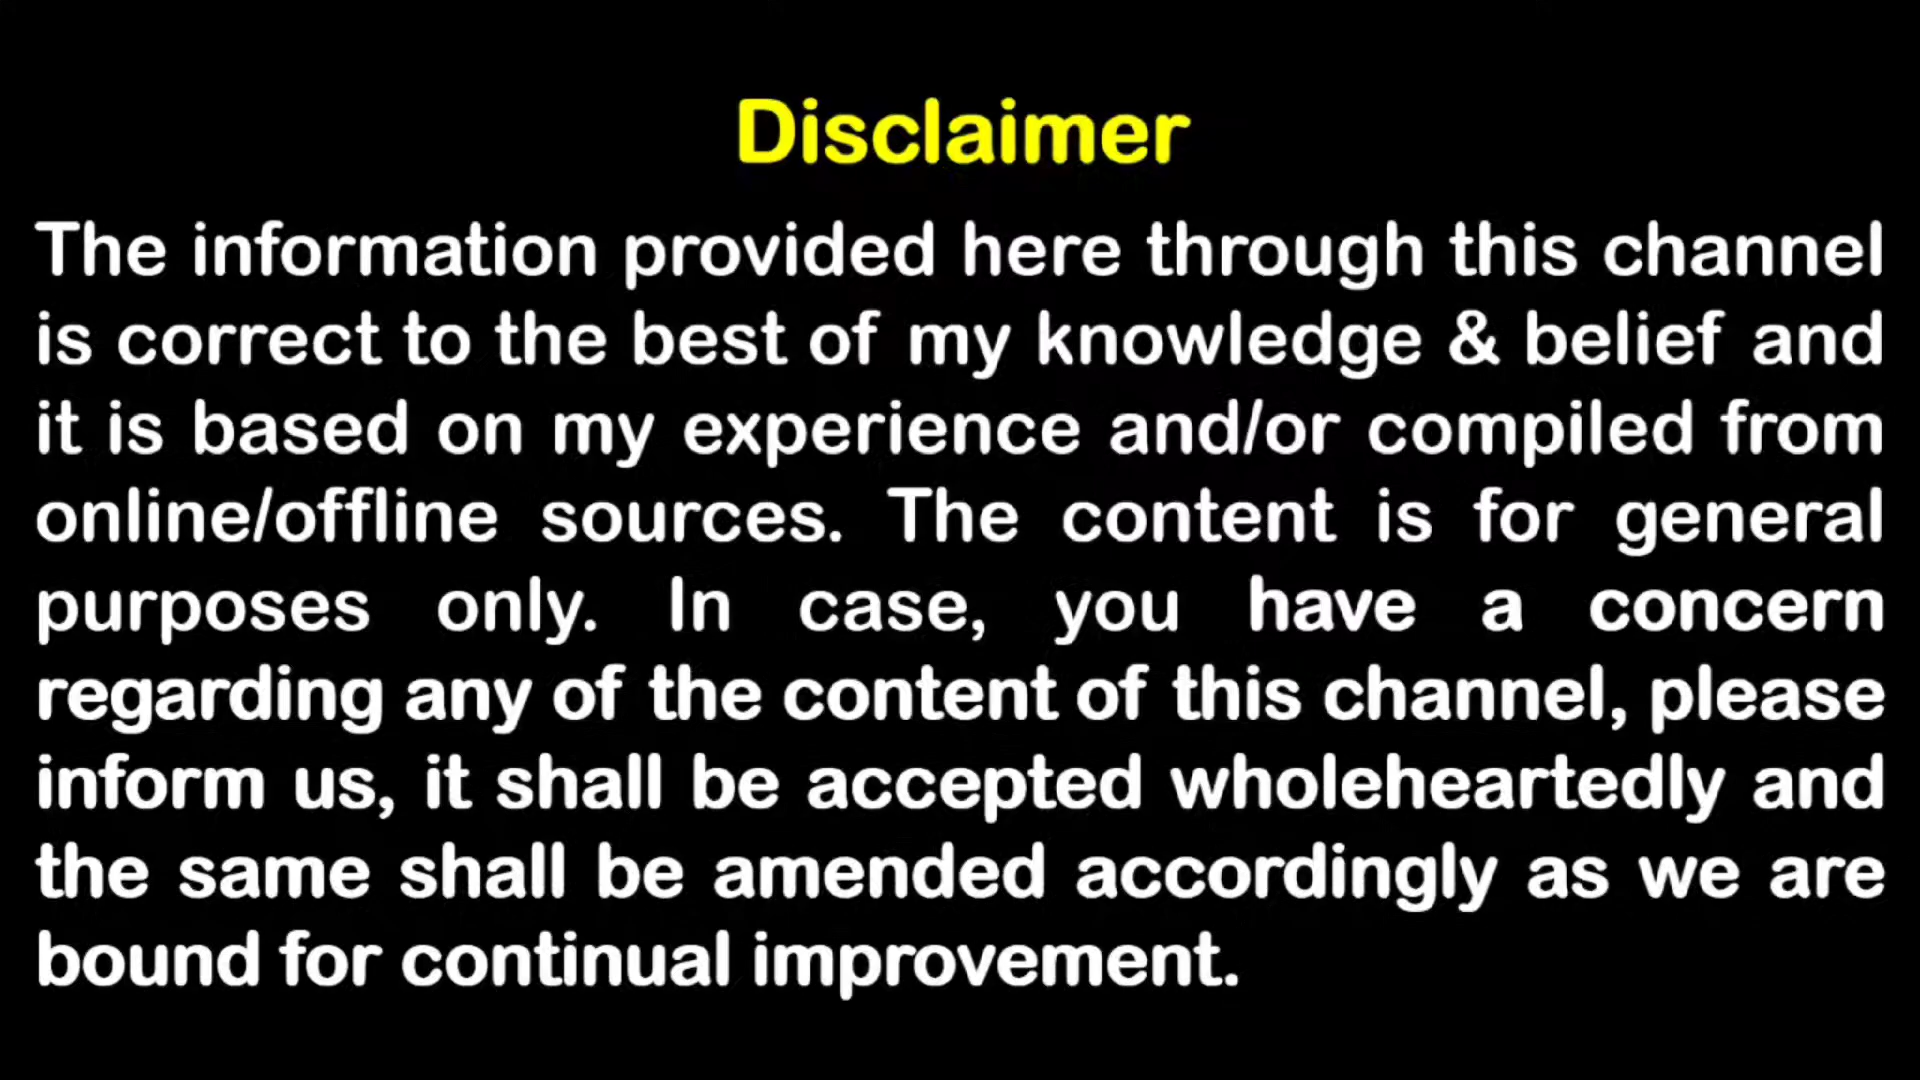 Disclaimer
The information provided here through this channel
is correct to the best of my knowledge & belief and
it is based on my experience and/or compiled from
online/offline sources. The content is for general
purposes only. In case, you have a concern
regarding any of the content of this channel, please
inform us, it shall be accepted wholeheartedly and
the same shall be amended accordingly as we are
bound for continual improvement.